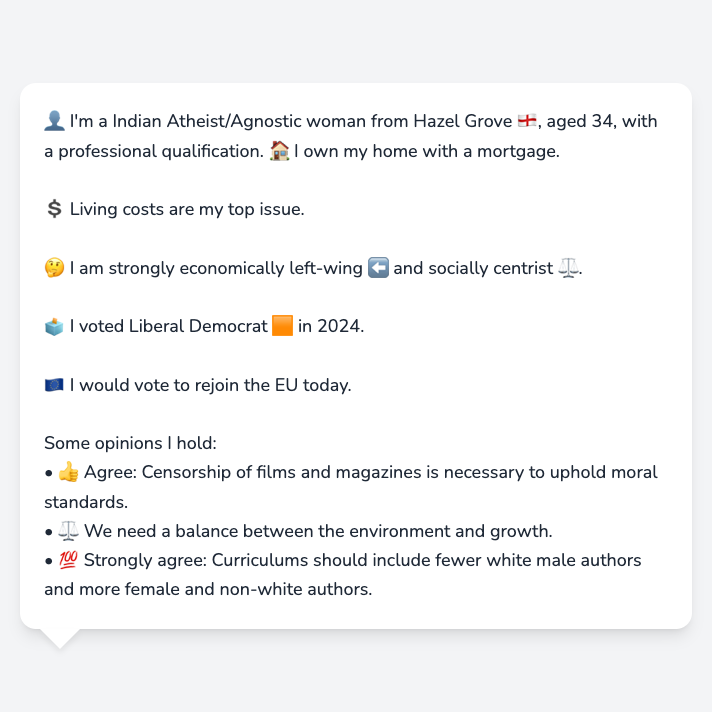 👤 I'm a Indian Atheist/Agnostic woman from Hazel Grove 🏴󠁧󠁢󠁥󠁮󠁧󠁿, aged 34, with
a professional qualification. 🏠 I own my home with a mortgage.
💲 Living costs are my top issue.
🤔 I am strongly economically left-wing ⬅️ and socially centrist ⚖️.
🗳️ I voted Liberal Democrat 🟧 in 2024.
🇪🇺 I would vote to rejoin the EU today.
Some opinions I hold:
• 👍 Agree: Censorship of films and magazines is necessary to uphold moral
standards.
• ⚖️ We need a balance between the environment and growth.
• 💯 Strongly agree: Curriculums should include fewer white male authors
and more female and non-white authors.